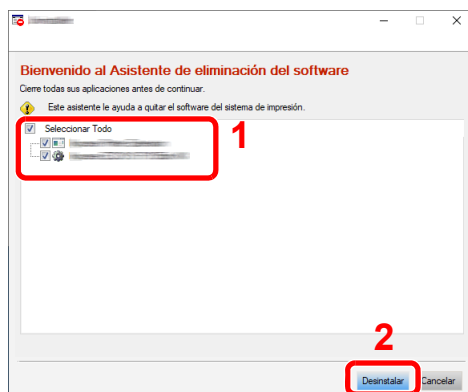 Bienvenido al Asistente de eliminación del software
Cierre todas sus aplicaciones antes de continuar.
Este asistente le ayuda a quitar el software del sistema de impresión.
Seleccionar Todo
1
2
Desinstalar Cancelar